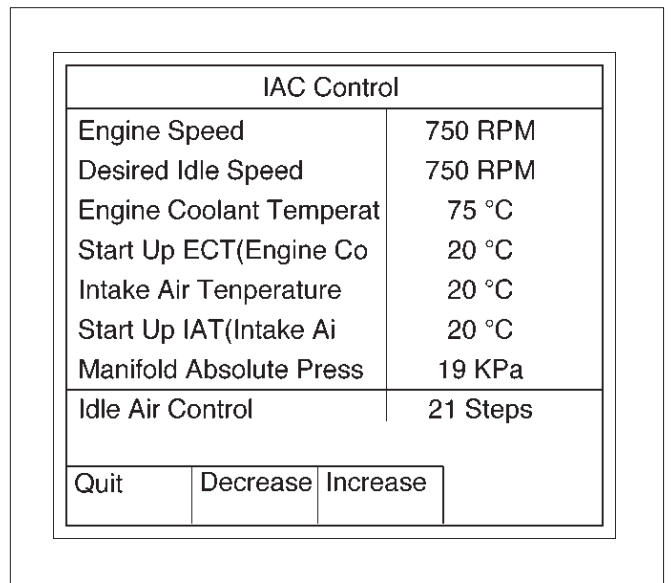 IAC Control
Engine Speed 750 RPM
Desired Idle Speed 750 RPM
Engine Coolant Temperat 75 °C
Start Up ECT(Engine Co 20 °C
Intake Air Tenperature 20 °C
Start Up IAT(Intake Ai 20 °C
Manifold Absolute Press 19 KPa
Idle Air Control 21 Steps
Quit Decrease Increase